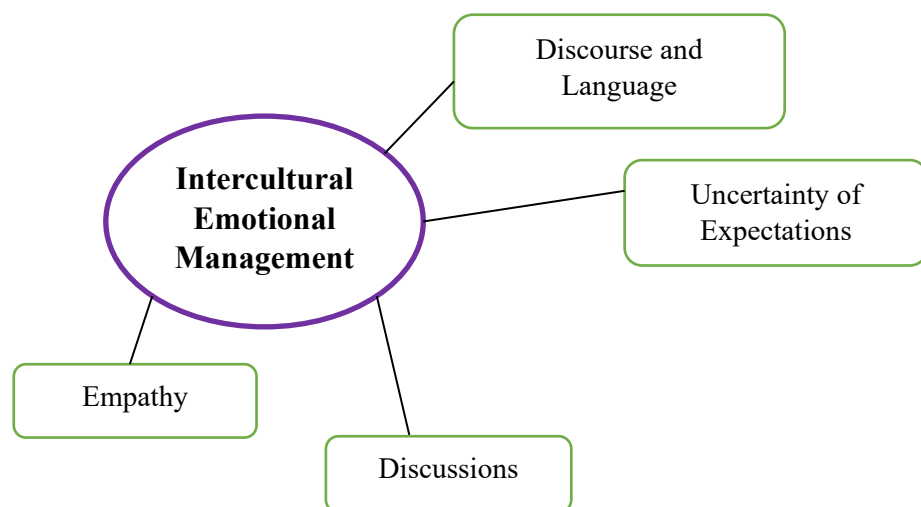 Discourse and
Language
Intercultural
Emotional
Management
Uncertainty of
Expectations
Empathy
Discussions